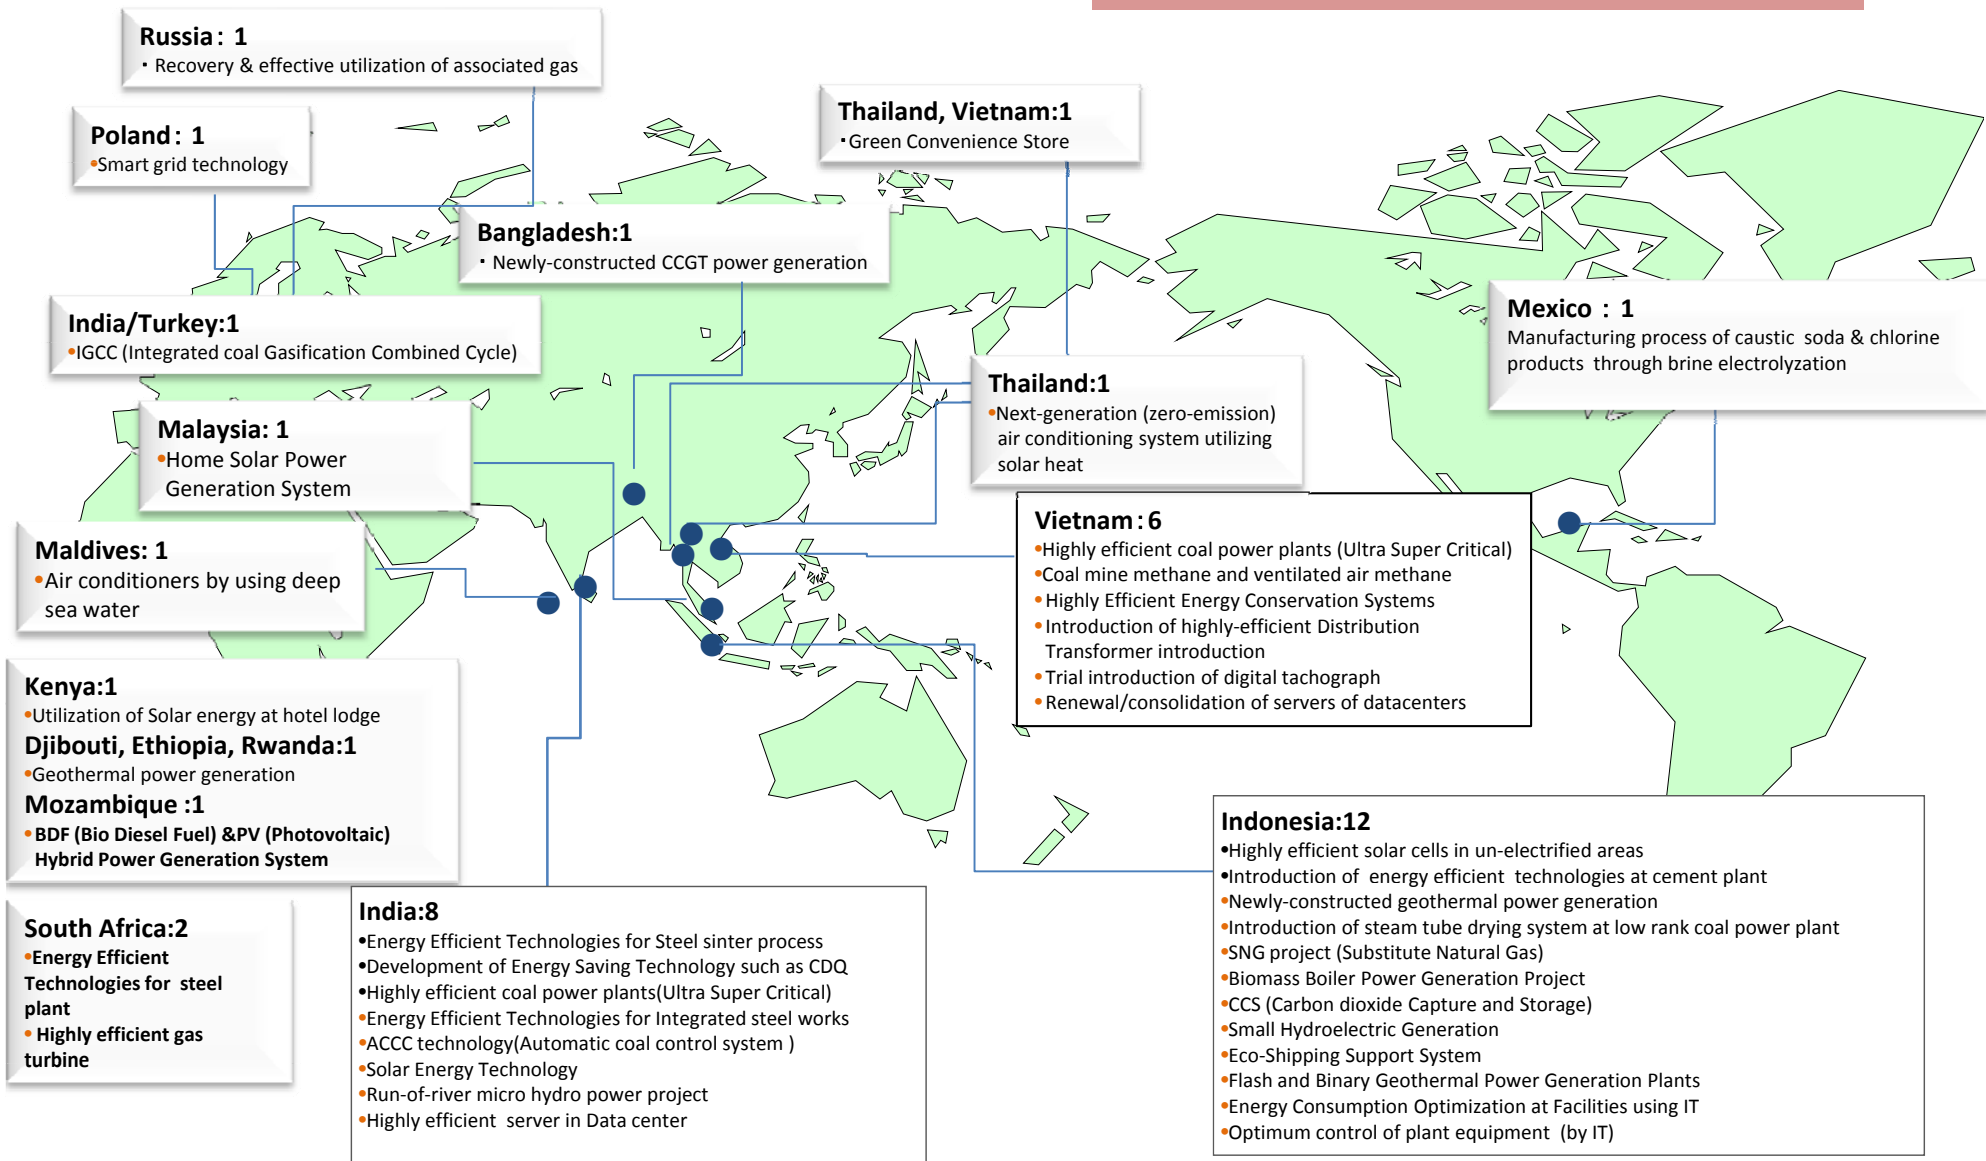 Russia : 1
・Recovery & effective utilization of associated gas
Poland : 1
•Smart grid technology
Thailand, Vietnam:1
・Green Convenience Store
Bangladesh:1
・Newly-constructed CCGT power generation
India/Turkey:1
•IGCC (Integrated coal Gasification Combined Cycle)
Mexico : 1
Manufacturing process of caustic soda & chlorine
products through brine electrolyzation
Thailand:1
•Next-generation (zero-emission)
air conditioning system utilizing
solar heat
Malaysia: 1
•Home Solar Power
Generation System
Maldives: 1
•Air conditioners by using deep
sea water
Vietnam : 6
•Highly efficient coal power plants (Ultra Super Critical)
•Coal mine methane and ventilated air methane
•Highly Efficient Energy Conservation Systems
•Introduction of highly-efficient Distribution
Transformer introduction
•Trial introduction of digital tachograph
•Renewal/consolidation of servers of datacenters
Kenya:1
•Utilization of Solar energy at hotel lodge
Djibouti, Ethiopia, Rwanda:1
•Geothermal power generation
Mozambique :1
•BDF (Bio Diesel Fuel) &PV (Photovoltaic)
Hybrid Power Generation System
South Africa:2
•Energy Efficient
Technologies for steel
plant
• Highly efficient gas
turbine
India:8
•Energy Efficient Technologies for Steel sinter process
•Development of Energy Saving Technology such as CDQ
•Highly efficient coal power plants(Ultra Super Critical)
•Energy Efficient Technologies for Integrated steel works
•ACCC technology(Automatic coal control system )
•Solar Energy Technology
•Run-of-river micro hydro power project
•Highly efficient server in Data center
Indonesia:12
•Highly efficient solar cells in un-electrified areas
•Introduction of energy efficient technologies at cement plant
•Newly-constructed geothermal power generation
•Introduction of steam tube drying system at low rank coal power plant
•SNG project (Substitute Natural Gas)
•Biomass Boiler Power Generation Project
•CCS (Carbon dioxide Capture and Storage)
•Small Hydroelectric Generation
•Eco-Shipping Support System
•Flash and Binary Geothermal Power Generation Plants
•Energy Consumption Optimization at Facilities using IT
•Optimum control of plant equipment (by IT)